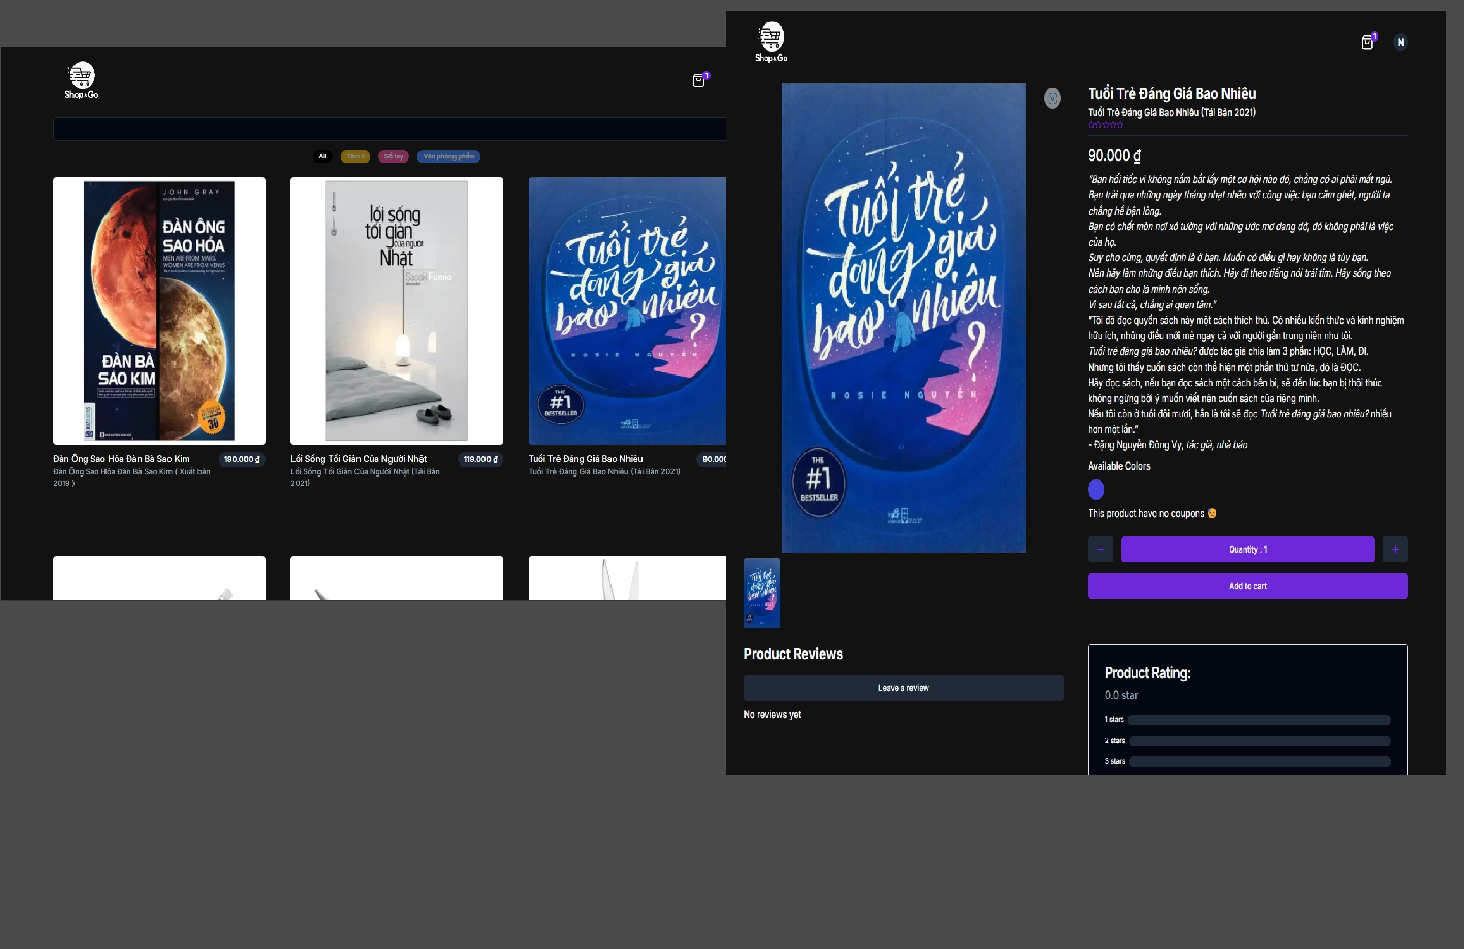 Shop&Go
1
All
Tâm lí
Sổ tay
Văn phòng phẩm
JOHN GRAY
ĐÀN ÔNG
SAO HỎA
MEN ARE FROM MARS,
WOMEN ARE FROM VENUS
ĐÀN BÀ
SAO KIM
30
lối sống
tối giản
của người
Nhật
Sasaki Fumio
Tuổi trẻ
đáng giá
bao nhiêu
?
ROSIE NGUYỄN
THE
#1
BESTSELLER
Đàn Ông Sao Hỏa Đàn Bà Sao Kim
190.000 ₫
Đàn Ông Sao Hỏa Đàn Bà Sao Kim ( Xuất bản
2019 )
Lối Sống Tối Giản Của Người Nhật
119.000 ₫
Lối Sống Tối Giản Của Người Nhật (Tái Bản
2021)
Tuổi Trẻ Đáng Giá Bao Nhiêu
90.000
Tuổi Trẻ Đáng Giá Bao Nhiêu (Tái Bản 2021)
Shop&Go
1
N
Tuổi trẻ
đáng giá
bao nhiêu
?
ROSIE NGUYỄN
THE
#1
BESTSELLER
Tuổi Trẻ Đáng Giá Bao Nhiêu
Tuổi Trẻ Đáng Giá Bao Nhiêu (Tái Bản 2021)
90.000 ₫
"Bạn hối tiếc vì không nắm bắt lấy một cơ hội nào đó, chẳng có ai phải mất ngủ.
Bạn trải qua những ngày tháng nhạt nhẽo với công việc bạn căm ghét, người ta
chẳng hề bận lòng.
Bạn có chết mòn nơi xó tường với những ước mơ dang dở, đó không phải là việc
của họ.
Suy cho cùng, quyết định là ở bạn. Muốn có điều gì hay không là tùy bạn.
Nên hãy làm những điều bạn thích. Hãy đi theo tiếng nói trái tim. Hãy sống theo
cách bạn cho là mình nên sống.
Vì sau tất cả, chẳng ai quan tâm."
"Tôi đã đọc quyển sách này một cách thích thú. Có nhiều kiến thức và kinh nghiệm
hữu ích, những điều mới mẻ ngay cả với người gần trung niên như tôi.
Tuổi trẻ đáng giá bao nhiêu? được tác giả chia làm 3 phần: HỌC, LÀM, ĐI.
Nhưng tôi thấy cuốn sách còn thể hiện một phần thứ tư nữa, đó là ĐỌC.
Hãy đọc sách, nếu bạn đọc sách một cách bền bỉ, sẽ đến lúc bạn bị thôi thúc
không ngừng bởi ý muốn viết nên cuốn sách của riêng mình.
Nếu tôi còn ở tuổi đôi mươi, hẳn là tôi sẽ đọc Tuổi trẻ đáng giá bao nhiêu? nhiều
hơn một lần."
- Đặng Nguyễn Đông Vy, tác giả, nhà báo
Available Colors
This product have no coupons
Quantity : 1
Add to cart
Product Reviews
Leave a review
No reviews yet
Product Rating:
0.0 star
1 stars
2 stars
3 stars